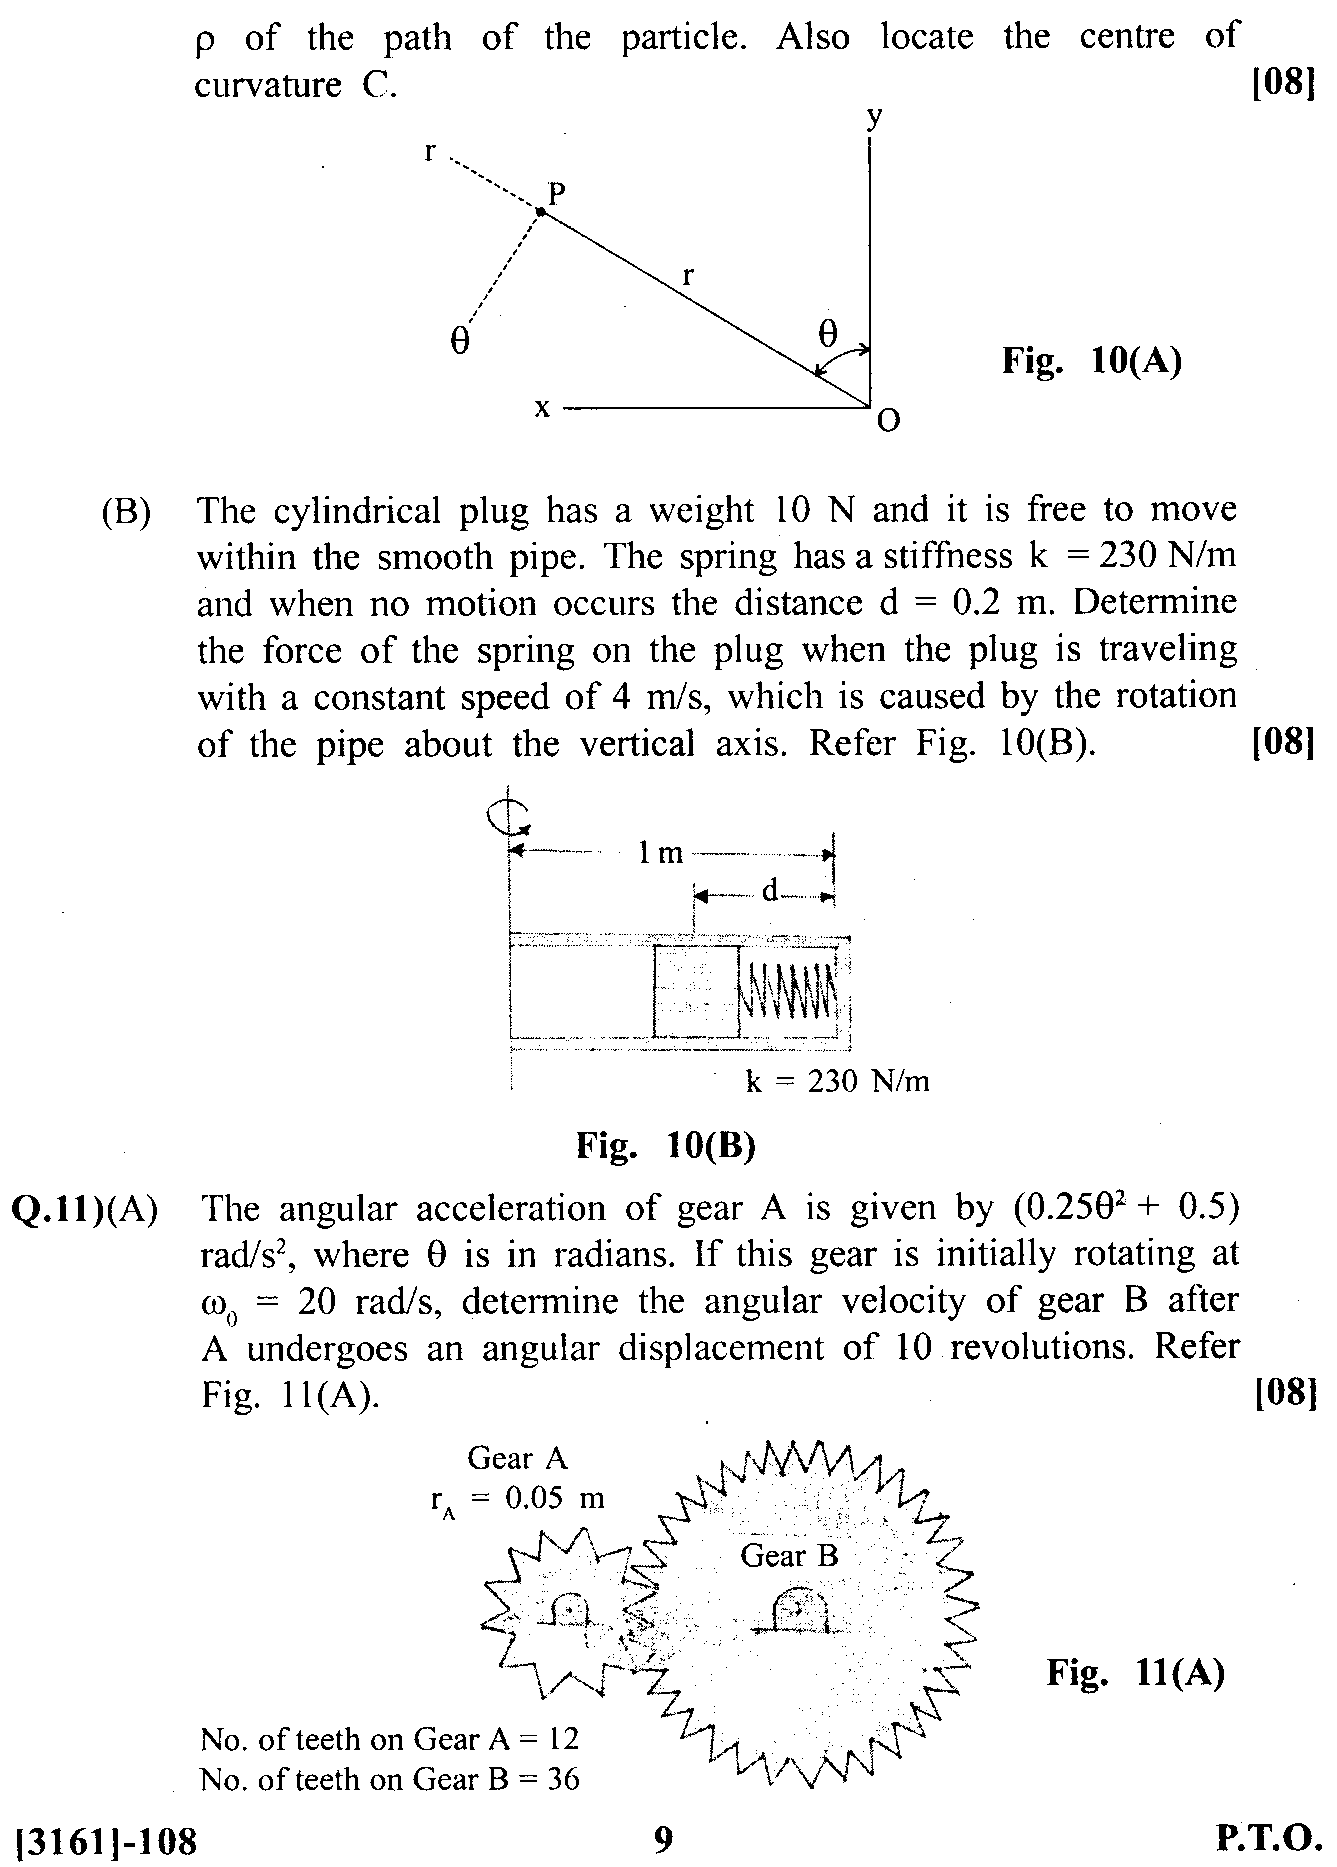 ρ of the path of the particle. Also locate the centre of
curvature C. [08]
y
r
P
r
θ
θ
Fig. 10(A)
x
O
(B) The cylindrical plug has a weight 10 N and it is free to move
within the smooth pipe. The spring has a stiffness k = 230 N/m
and when no motion occurs the distance d = 0.2 m. Determine
the force of the spring on the plug when the plug is traveling
with a constant speed of 4 m/s, which is caused by the rotation
of the pipe about the vertical axis. Refer Fig. 10(B). [08]
1 m
d
k = 230 N/m
Fig. 10(B)
Q.11)(A) The angular acceleration of gear A is given by (0.25θ² + 0.5)
rad/s², where θ is in radians. If this gear is initially rotating at
ω₀ = 20 rad/s, determine the angular velocity of gear B after
A undergoes an angular displacement of 10 revolutions. Refer
Fig. 11(A). [08]
Gear A
r_A = 0.05 m
Gear B
Fig. 11(A)
No. of teeth on Gear A = 12
No. of teeth on Gear B = 36
[3161]-108 9 P.T.O.